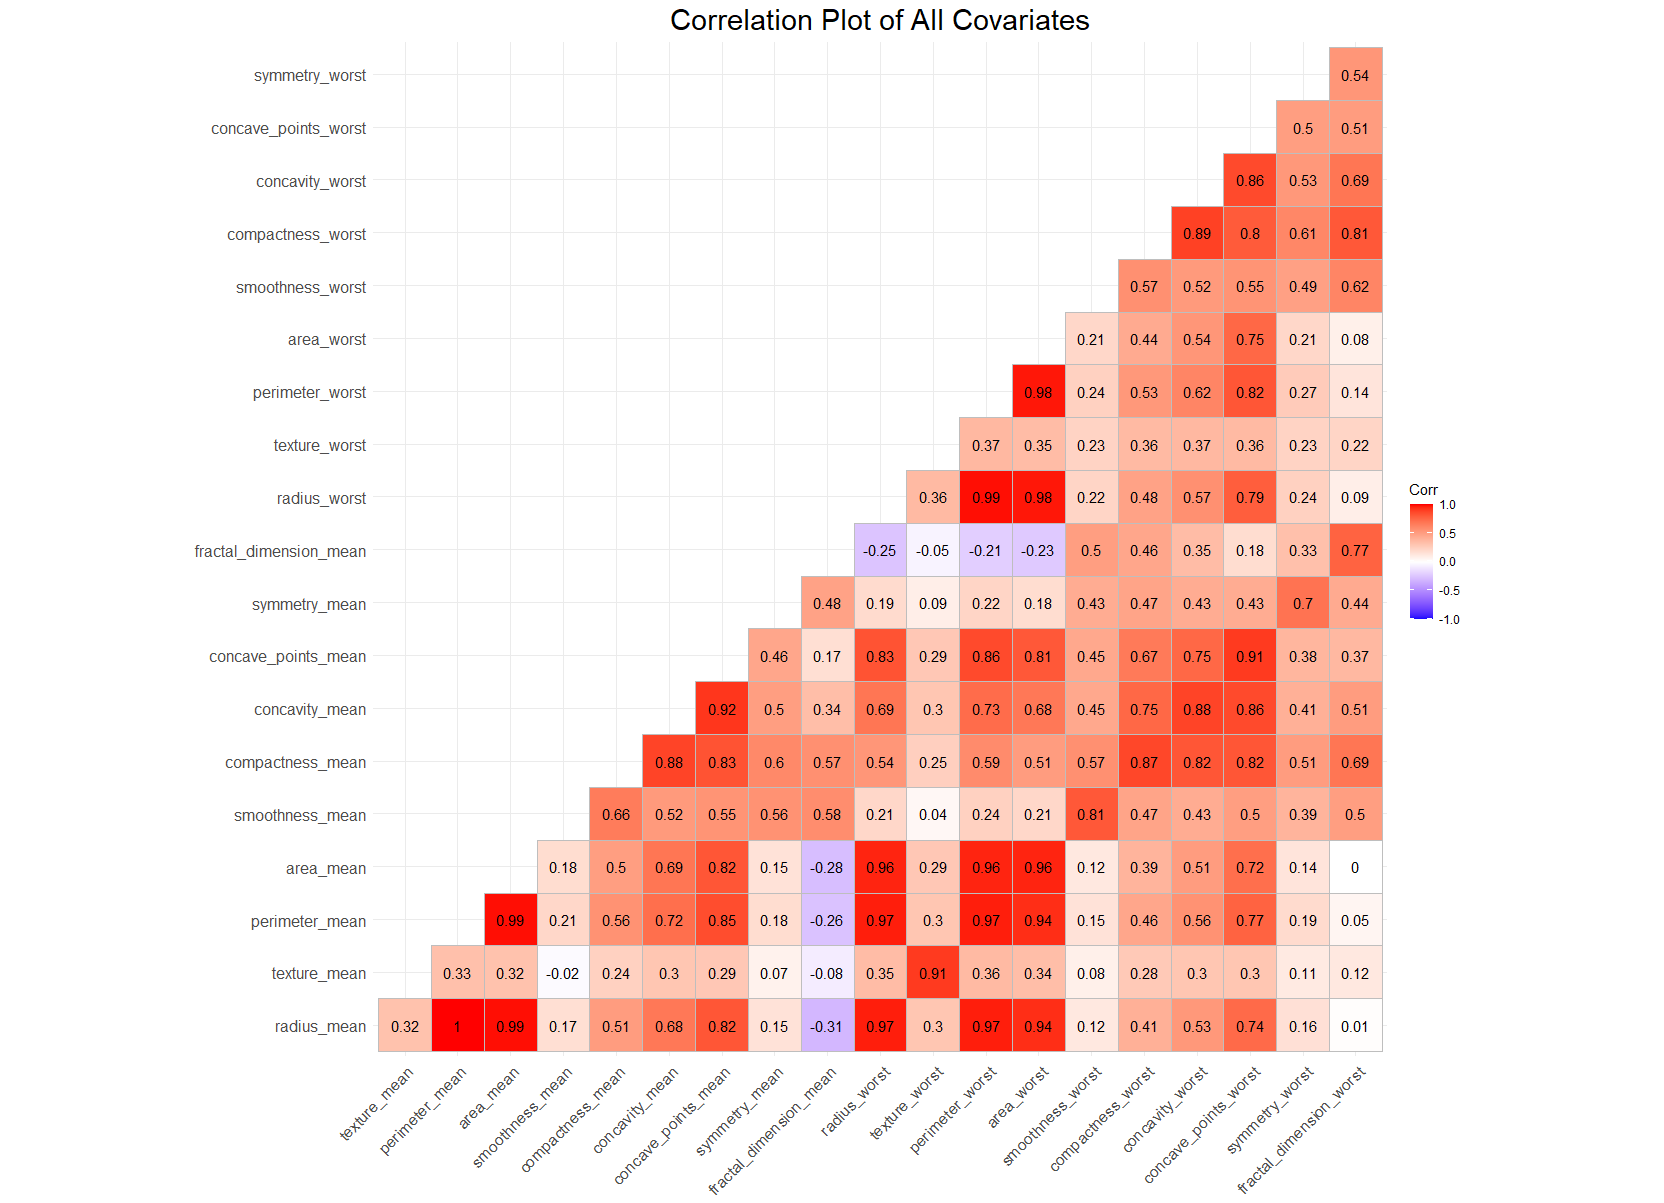 Correlation Plot of All Covariates
symmetry_worst 0.54
concave_points_worst 0.5 0.51
concavity_worst 0.86 0.53 0.69
compactness_worst 0.89 0.8 0.61 0.81
smoothness_worst 0.57 0.52 0.55 0.49 0.62
area_worst 0.21 0.44 0.54 0.75 0.21 0.08
perimeter_worst 0.98 0.24 0.53 0.62 0.82 0.27 0.14
texture_worst 0.37 0.35 0.23 0.36 0.37 0.36 0.23 0.22
radius_worst 0.36 0.99 0.98 0.22 0.48 0.57 0.79 0.24 0.09
fractal_dimension_mean -0.25 -0.05 -0.21 -0.23 0.5 0.46 0.35 0.18 0.33 0.77
symmetry_mean 0.48 0.19 0.09 0.22 0.18 0.43 0.47 0.43 0.43 0.7 0.44
concave_points_mean 0.46 0.17 0.83 0.29 0.86 0.81 0.45 0.67 0.75 0.91 0.38 0.37
concavity_mean 0.92 0.5 0.34 0.69 0.3 0.73 0.68 0.45 0.75 0.88 0.86 0.41 0.51
compactness_mean 0.88 0.83 0.6 0.57 0.54 0.25 0.59 0.51 0.57 0.87 0.82 0.82 0.51 0.69
smoothness_mean 0.66 0.52 0.55 0.56 0.58 0.21 0.04 0.24 0.21 0.81 0.47 0.43 0.5 0.39 0.5
area_mean 0.18 0.5 0.69 0.82 0.15 -0.28 0.96 0.29 0.96 0.96 0.12 0.39 0.51 0.72 0.14 0
perimeter_mean 0.99 0.21 0.56 0.72 0.85 0.18 -0.26 0.97 0.3 0.97 0.94 0.15 0.46 0.56 0.77 0.19 0.05
texture_mean 0.33 0.32 -0.02 0.24 0.3 0.29 0.07 -0.08 0.35 0.91 0.36 0.34 0.08 0.28 0.3 0.3 0.11 0.12
radius_mean 0.32 1 0.99 0.17 0.51 0.68 0.82 0.15 -0.31 0.97 0.3 0.97 0.94 0.12 0.41 0.53 0.74 0.16 0.01
texture_mean
perimeter_mean
area_mean
smoothness_mean
compactness_mean
concavity_mean
concave_points_mean
symmetry_mean
fractal_dimension_mean
radius_worst
texture_worst
perimeter_worst
area_worst
smoothness_worst
compactness_worst
concavity_worst
concave_points_worst
symmetry_worst
fractal_dimension_worst
Corr
1.0
0.5
0.0
-0.5
-1.0